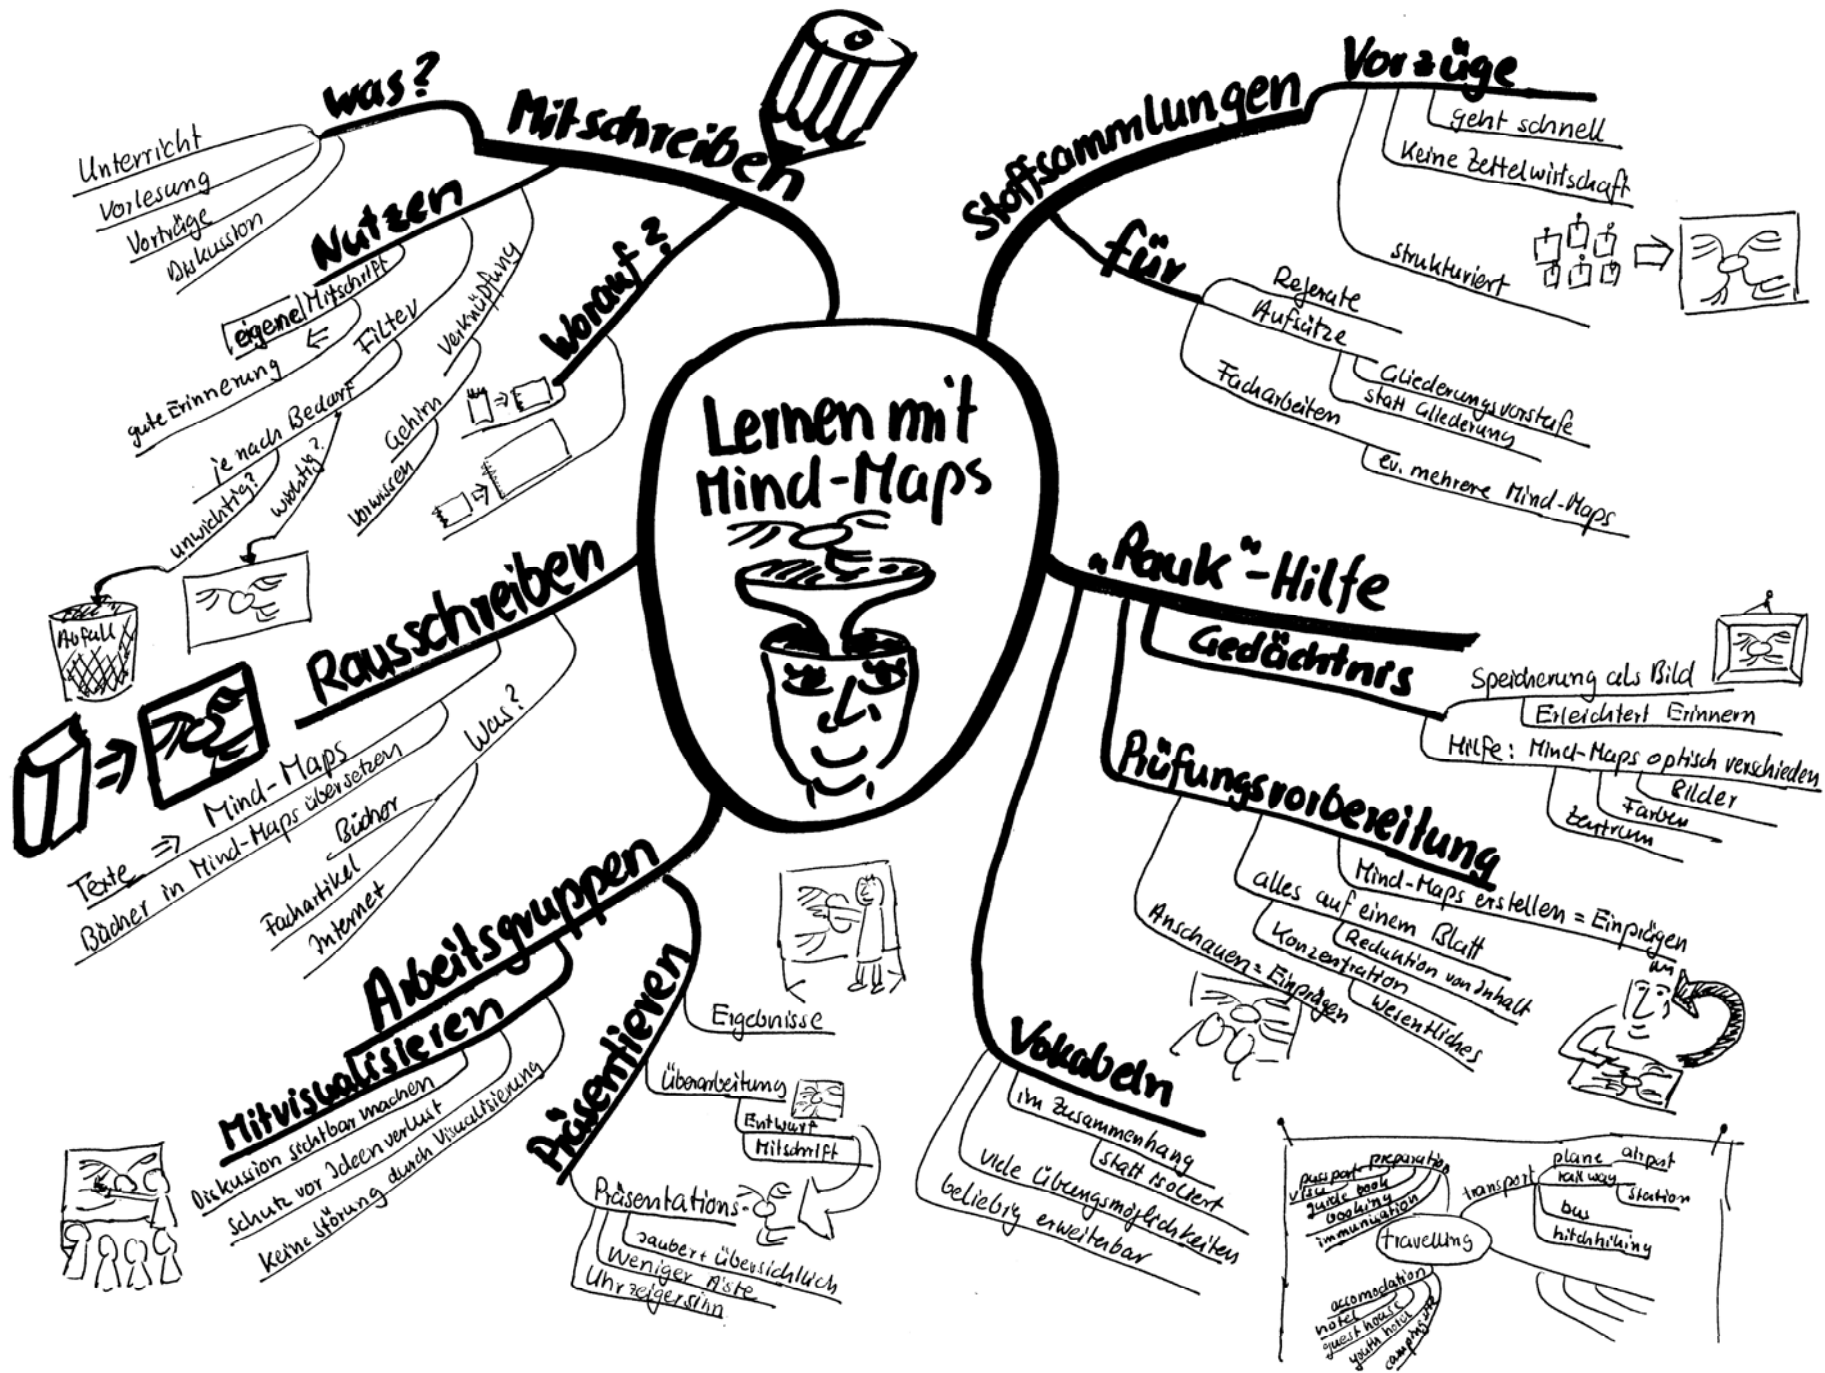 Lernen mit
Mind-Maps
Mitschreiben
Was?
Unterricht
Vorlesung
Vorträge
Diskussion
Nutzen
eigene Mitschrift
gute Erinnerung
Filter
je nach Bedarf
unwichtig?
wichtig?
Abfall
Verknüpfung
Gehirn
Vorwissen
Worauf?
Stoffsammlungen
Vorzüge
geht schnell
Keine Zettelwirtschaft
strukturiert
für
Referate
Aufsätze
Gliederungsvorstufe
statt Gliederung
Facharbeiten
ev. mehrere Mind-Maps
„Pauk“-Hilfe
Gedächtnis
Speicherung als Bild
Erleichtert Erinnern
Hilfe: Mind-Maps optisch verschieden
Bilder
Farben
Zentrum
Prüfungsvorbereitung
Mind-Maps erstellen = Einprägen
alles auf einem Blatt
Reduktion von Inhalt
Konzentration
Wesentliches
Anschauen = Einprägen
Vokabeln
im Zusammenhang
statt isoliert
viele Übungsmöglichkeiten
beliebig erweiterbar
travelling
preparation
passport
visa
guide book
booking
immunisation
transport
plane
airport
railway
station
bus
hitchhiking
accomodation
hotel
guest house
youth hotel
camping site
Rausschreiben
Texte ⇒ Mind-Maps
Bücher in Mind-Maps übersetzen
Was?
Bücher
Fachartikel
Internet
Arbeitsgruppen
Mitvisualisieren
Diskussion sichtbar machen
Schutz vor Ideenverlust
Keine Störung durch Visualisierung
Präsentieren
Ergebnisse
Überarbeitung
Entwurf
Mitschrift
Präsentations-
sauber + übersichlich
Weniger Äste
Uhrzeigersinn